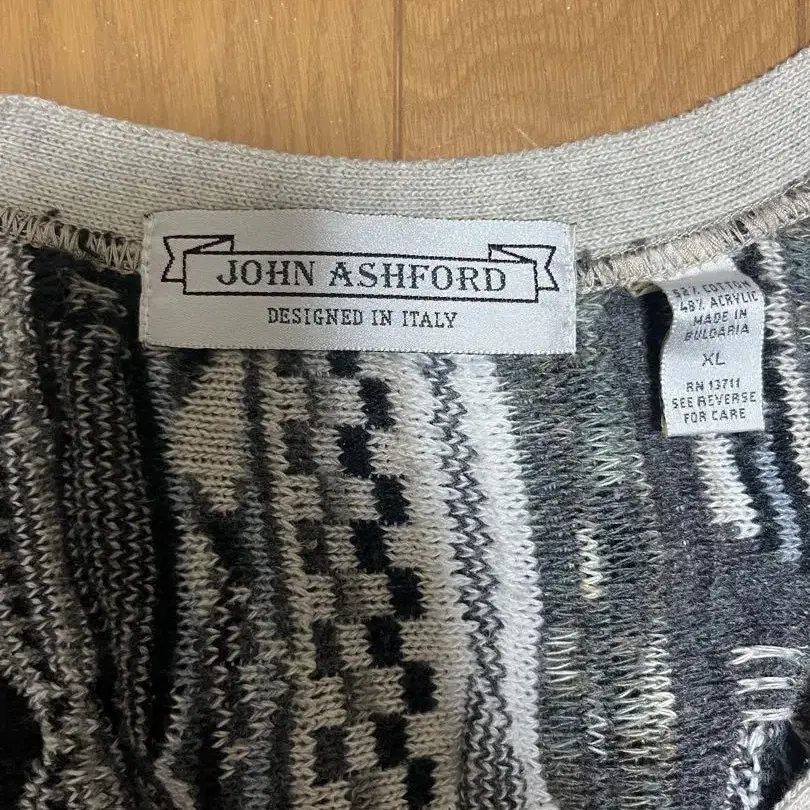 JOHN ASHFORD
DESIGNED IN ITALY
52% COTTON
48% ACRYLIC
MADE IN
BULGARIA
XL
RN 13711
SEE REVERSE
FOR CARE